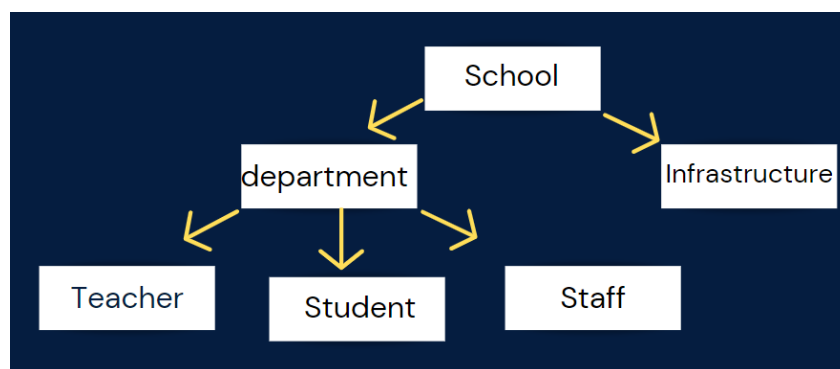 School
department
Infrastructure
Teacher
Student
Staff